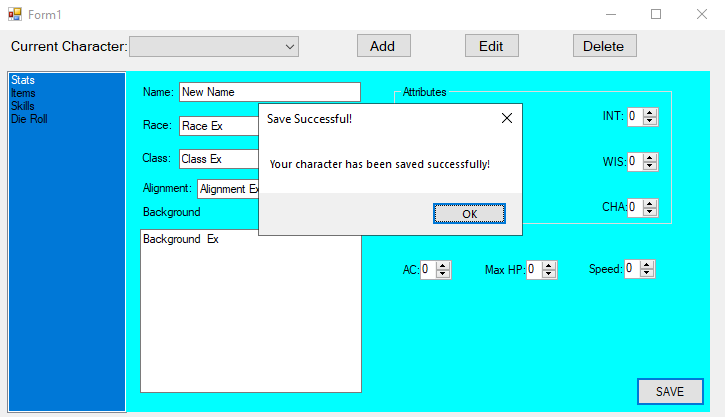 Form1
Current Character: Add Edit Delete
Stats
Items
Skills
Die Roll
Name: New Name
Race: Race Ex
Class: Class Ex
Alignment: Alignment Ex
Background
Background Ex
Attributes
INT: 0
WIS: 0
CHA: 0
AC: 0 Max HP: 0 Speed: 0
SAVE
Save Successful!
Your character has been saved successfully!
OK